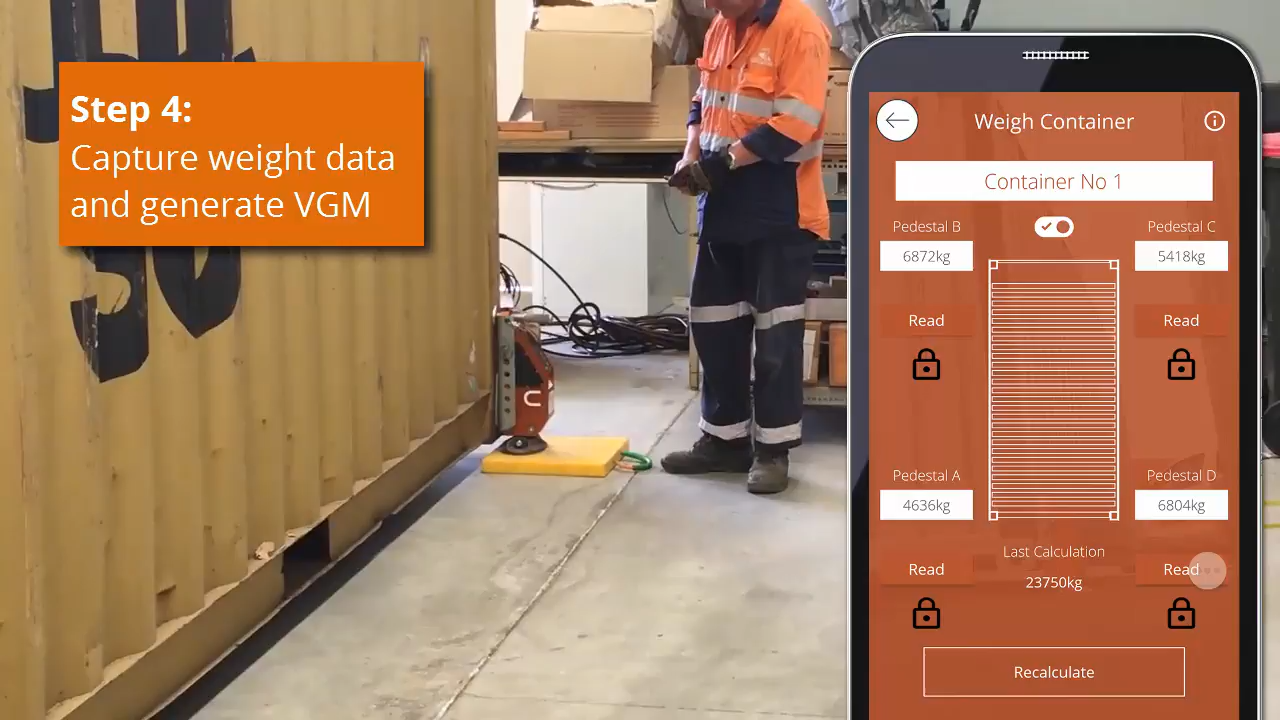 Step 4:
Capture weight data
and generate VGM
Weigh Container
Container No 1
Pedestal B
Pedestal C
6872kg
5418kg
Read
Read
Pedestal A
Pedestal D
4636kg
6804kg
Last Calculation
Read
23750kg
Read
Recalculate